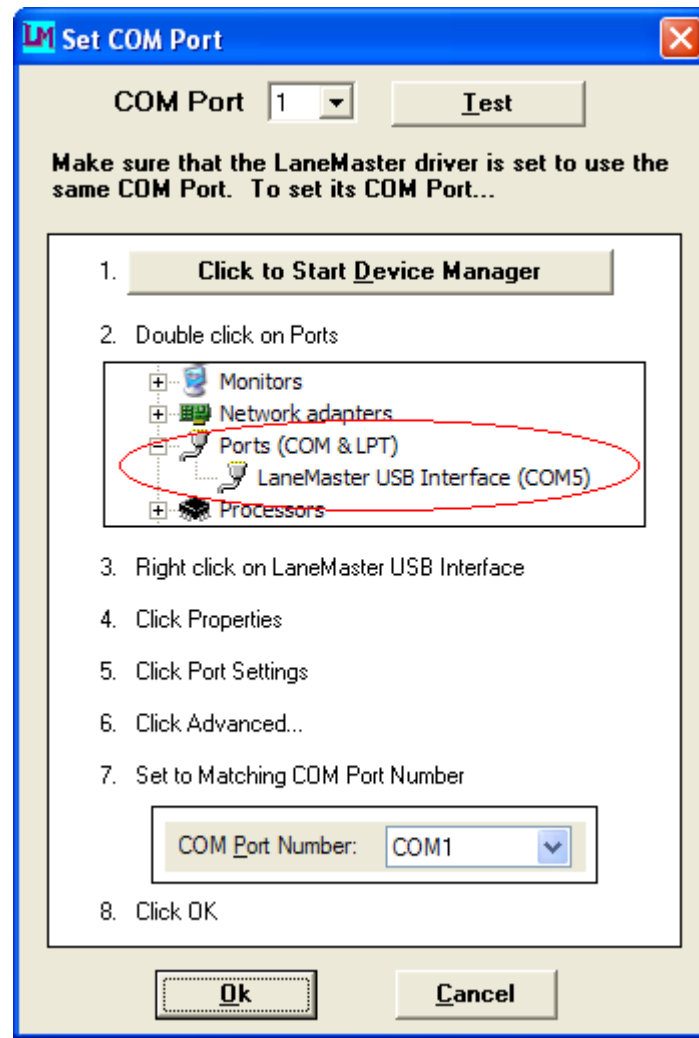 LM Set COM Port
COM Port 1 Test
Make sure that the LaneMaster driver is set to use the
same COM Port. To set its COM Port...
1. Click to Start Device Manager
2. Double click on Ports
Monitors
Network adapters
Ports (COM & LPT)
LaneMaster USB Interface (COM5)
Processors
3. Right click on LaneMaster USB Interface
4. Click Properties
5. Click Port Settings
6. Click Advanced...
7. Set to Matching COM Port Number
COM Port Number: COM1
8. Click OK
Ok Cancel